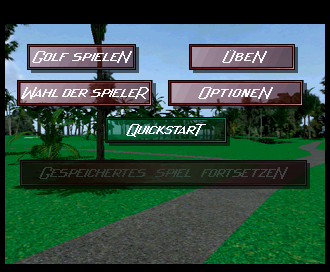 GOLF SPIELEN
ÜBEN
WAHL DER SPIELER
OPTIONEN
QUICKSTART
GESPEICHERTES SPIEL FORTSETZEN